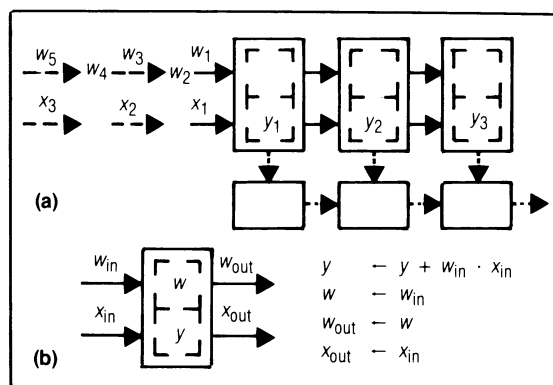 w5 w4 w3 w2 w1
x3 x2 x1
y1 y2 y3
(a)
win w wout
xin y xout
(b)
y ← y + win · xin
w ← win
wout ← w
xout ← xin